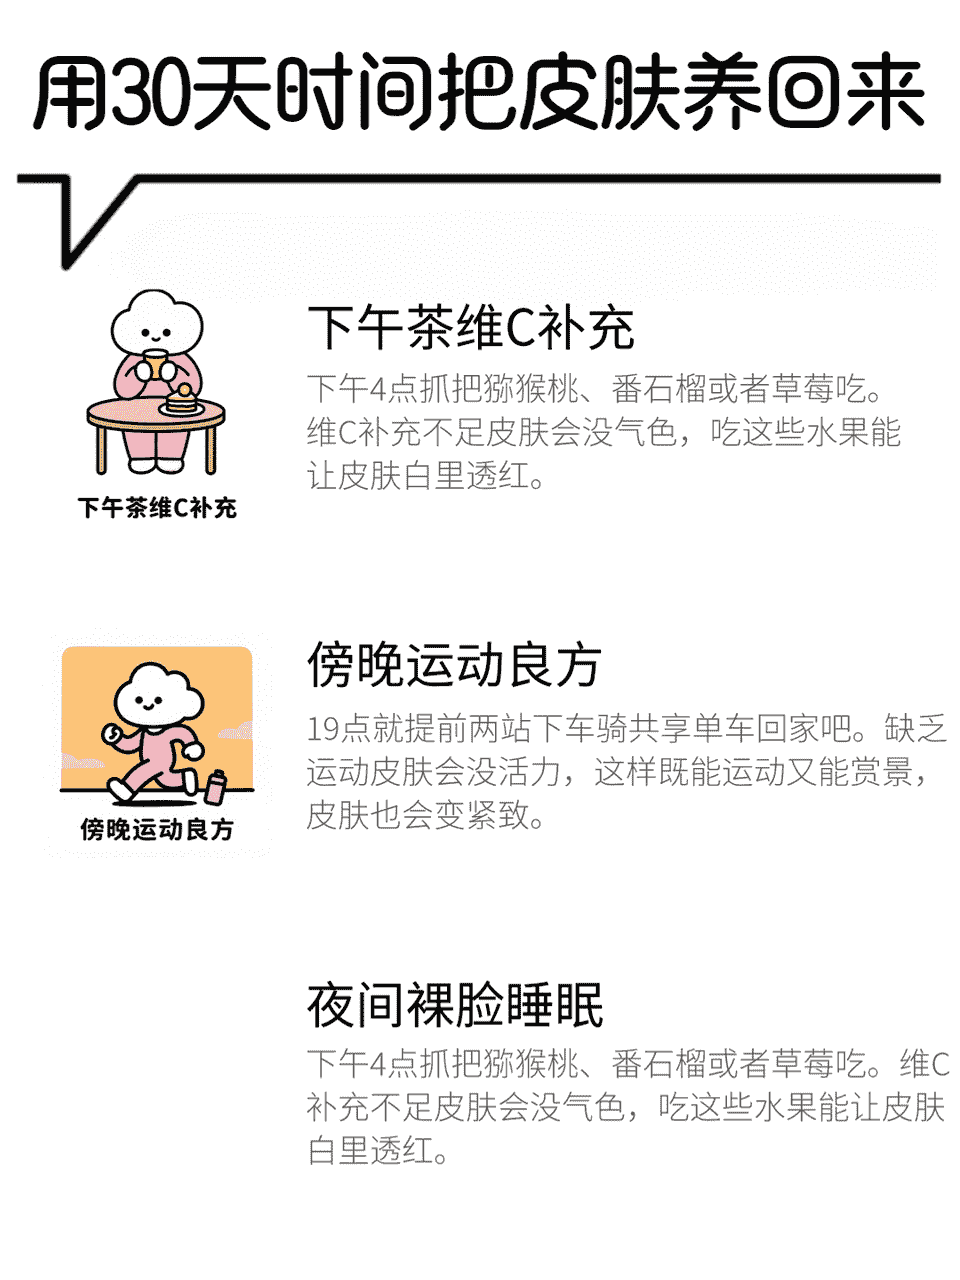 用30天时间把皮肤养回来
下午茶维C补充
下午4点抓把猕猴桃、番石榴或者草莓吃。
维C补充不足皮肤会没气色，吃这些水果能
让皮肤白里透红。
下午茶维C补充
傍晚运动良方
19点就提前两站下车骑共享单车回家吧。缺乏
运动皮肤会没活力，这样既能运动又能赏景，
皮肤也会变紧致。
傍晚运动良方
夜间裸脸睡眠
下午4点抓把猕猴桃、番石榴或者草莓吃。维C
补充不足皮肤会没气色，吃这些水果能让皮肤
白里透红。